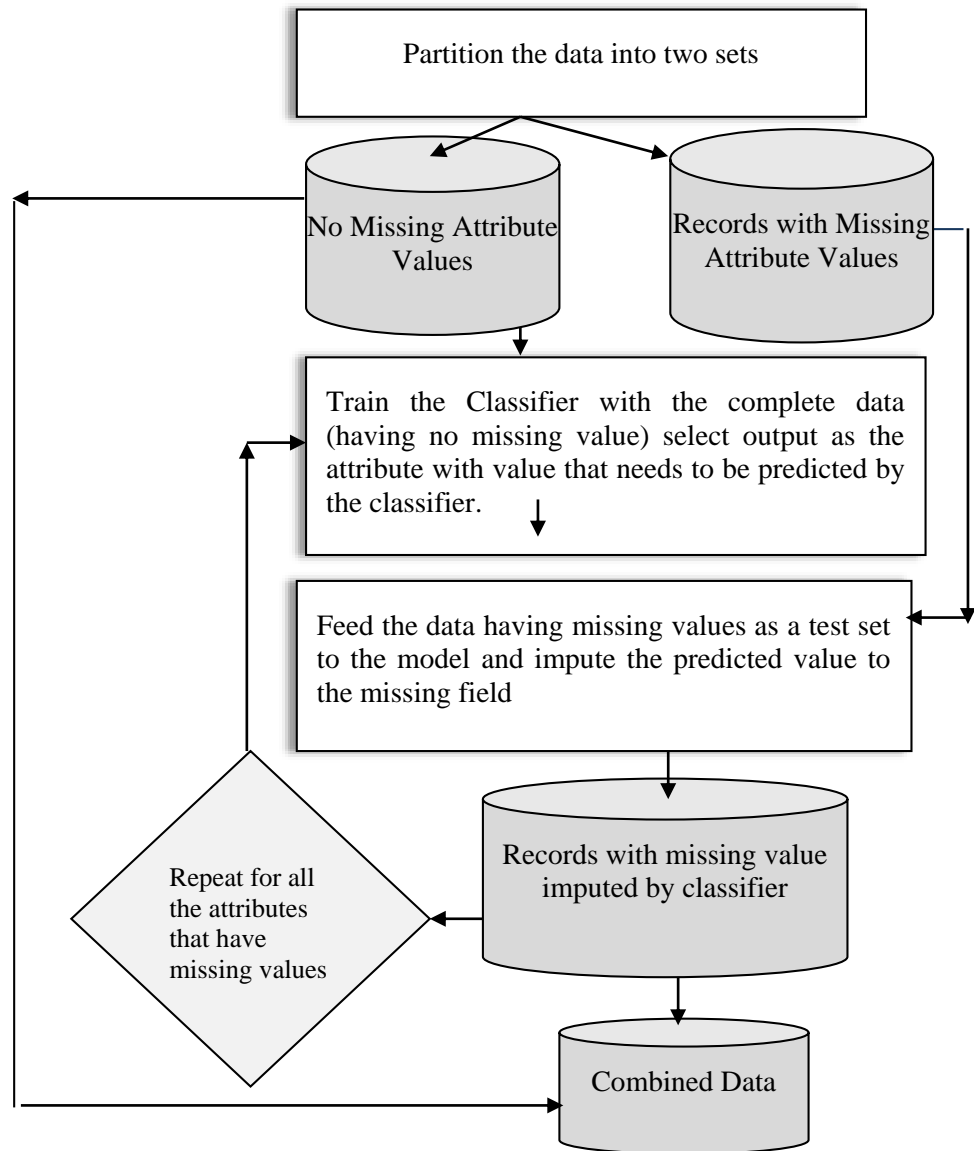 Partition the data into two sets
No Missing Attribute
Values
Records with Missing
Attribute Values
Train the Classifier with the complete data
(having no missing value) select output as the
attribute with value that needs to be predicted by
the classifier.
Feed the data having missing values as a test set
to the model and impute the predicted value to
the missing field
Records with missing value
imputed by classifier
Repeat for all
the attributes
that have
missing values
Combined Data